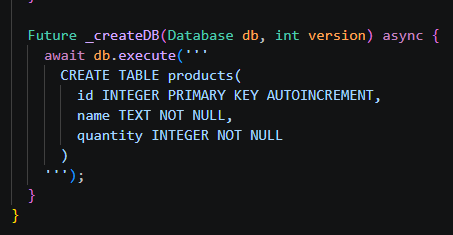 }
Future _createDB(Database db, int version) async {
await db.execute('''
CREATE TABLE products(
id INTEGER PRIMARY KEY AUTOINCREMENT,
name TEXT NOT NULL,
quantity INTEGER NOT NULL
)
''');
}
}